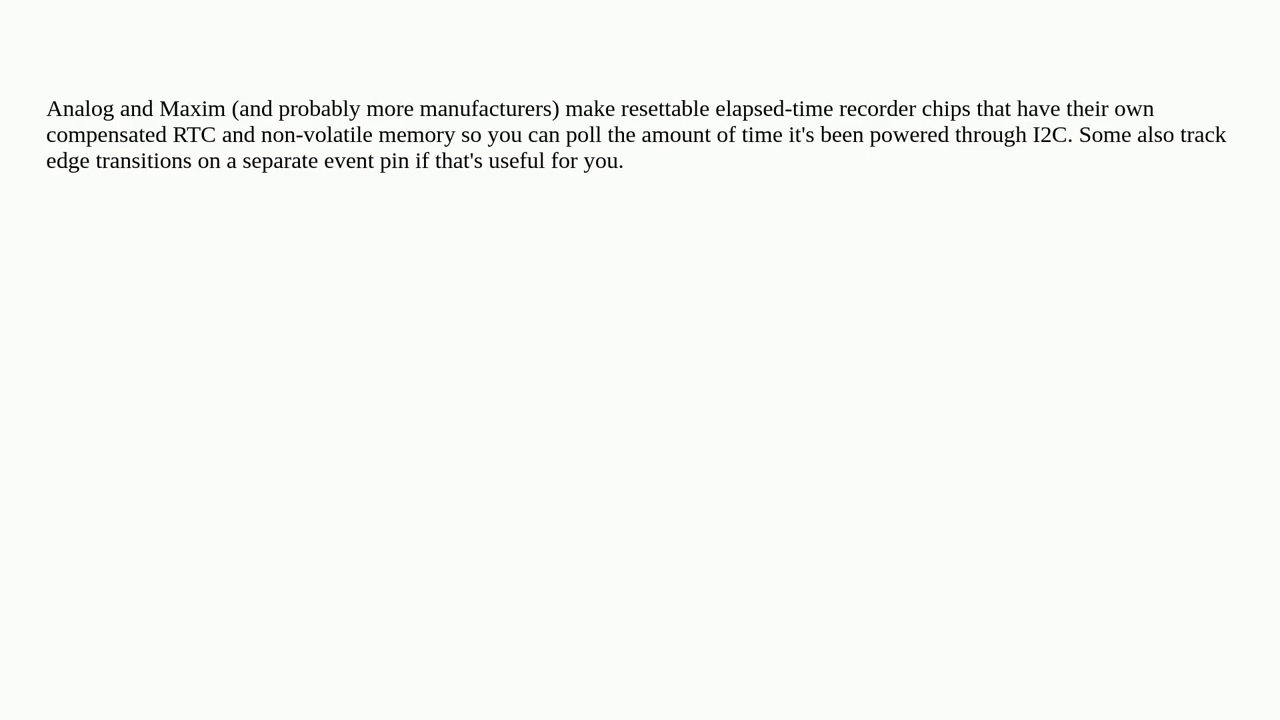 Analog and Maxim (and probably more manufacturers) make resettable elapsed-time recorder chips that have their own
compensated RTC and non-volatile memory so you can poll the amount of time it's been powered through I2C. Some also track
edge transitions on a separate event pin if that's useful for you.